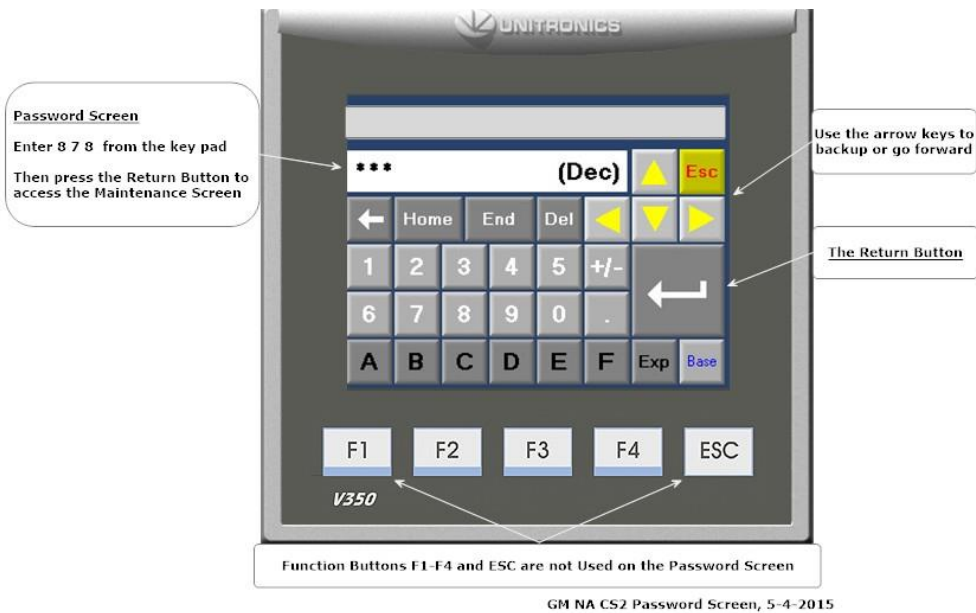 UNITRONICS
Password Screen
Enter 8 7 8 from the key pad
Then press the Return Button to
access the Maintenance Screen
*** (Dec) Esc
Use the arrow keys to
backup or go forward
Home End Del
1 2 3 4 5 +/-
The Return Button
6 7 8 9 0 .
A B C D E F Exp Base
F1 F2 F3 F4 ESC
V350
Function Buttons F1-F4 and ESC are not Used on the Password Screen
GM NA CS2 Password Screen, 5-4-2015